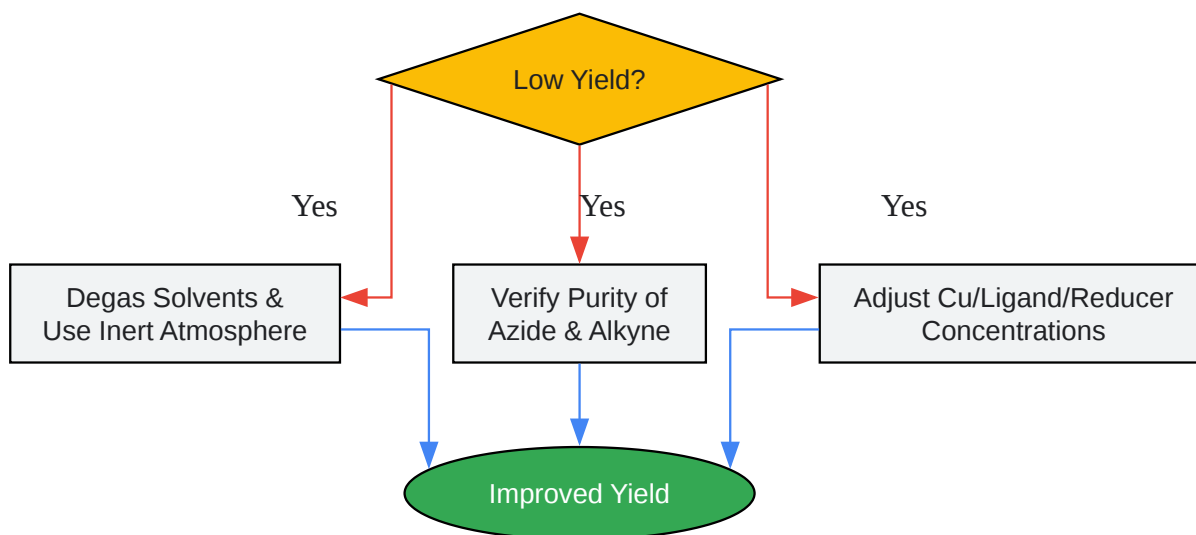 Low Yield?
Yes
Yes
Yes
Degas Solvents &
Use Inert Atmosphere
Verify Purity of
Azide & Alkyne
Adjust Cu/Ligand/Reducer
Concentrations
Improved Yield